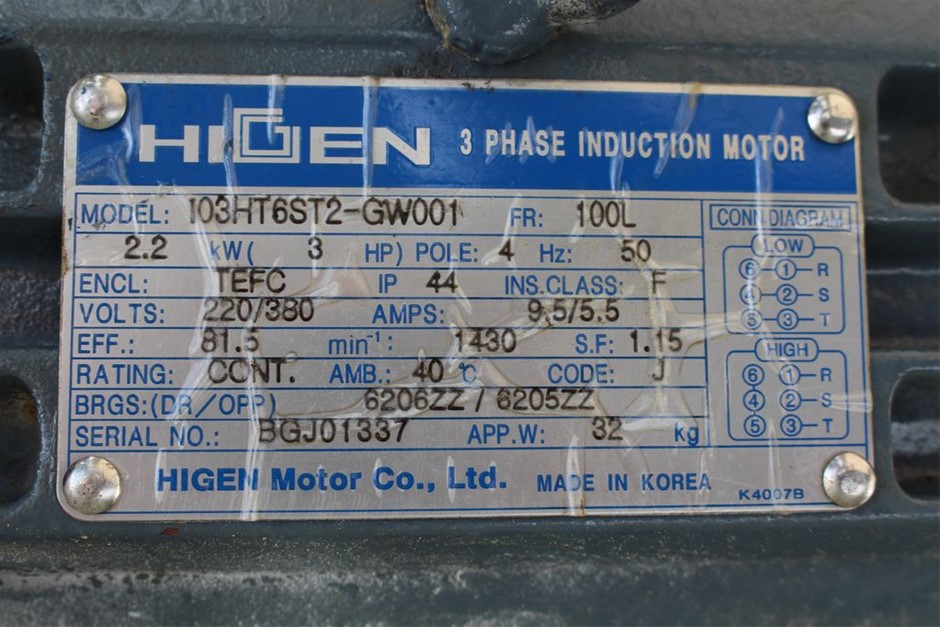 HIGEN 3 PHASE INDUCTION MOTOR
MODEL: 103HT6ST2-GW001 FR: 100L
2.2 kW( 3 HP) POLE: 4 Hz: 50
ENCL: TEFC IP 44 INS.CLASS: F
VOLTS: 220/380 AMPS: 9.5/5.5
EFF.: 81.5 min⁻¹: 1430 S.F: 1.15
RATING: CONT. AMB.: 40 ℃ CODE: J
BRGS:(DR/OPP) 6206ZZ / 6205ZZ
SERIAL NO.: BGJ01337 APP.W: 32 kg
CONN.DIAGRAM
LOW
⑥ ① R
④ ② S
⑤ ③ T
HIGH
⑥ ① R
④ ② S
⑤ ③ T
HIGEN Motor Co., Ltd. MADE IN KOREA K4007B